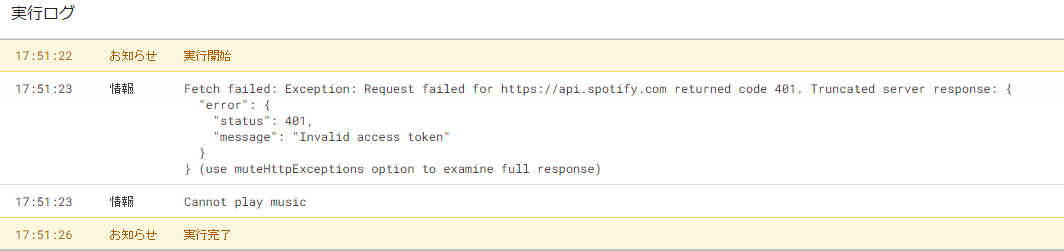 実行ログ
17:51:22 お知らせ 実行開始
17:51:23 情報 Fetch failed: Exception: Request failed for https://api.spotify.com returned code 401. Truncated server response: {
"error": {
"status": 401,
"message": "Invalid access token"
}
} (use muteHttpExceptions option to examine full response)
17:51:23 情報 Cannot play music
17:51:26 お知らせ 実行完了